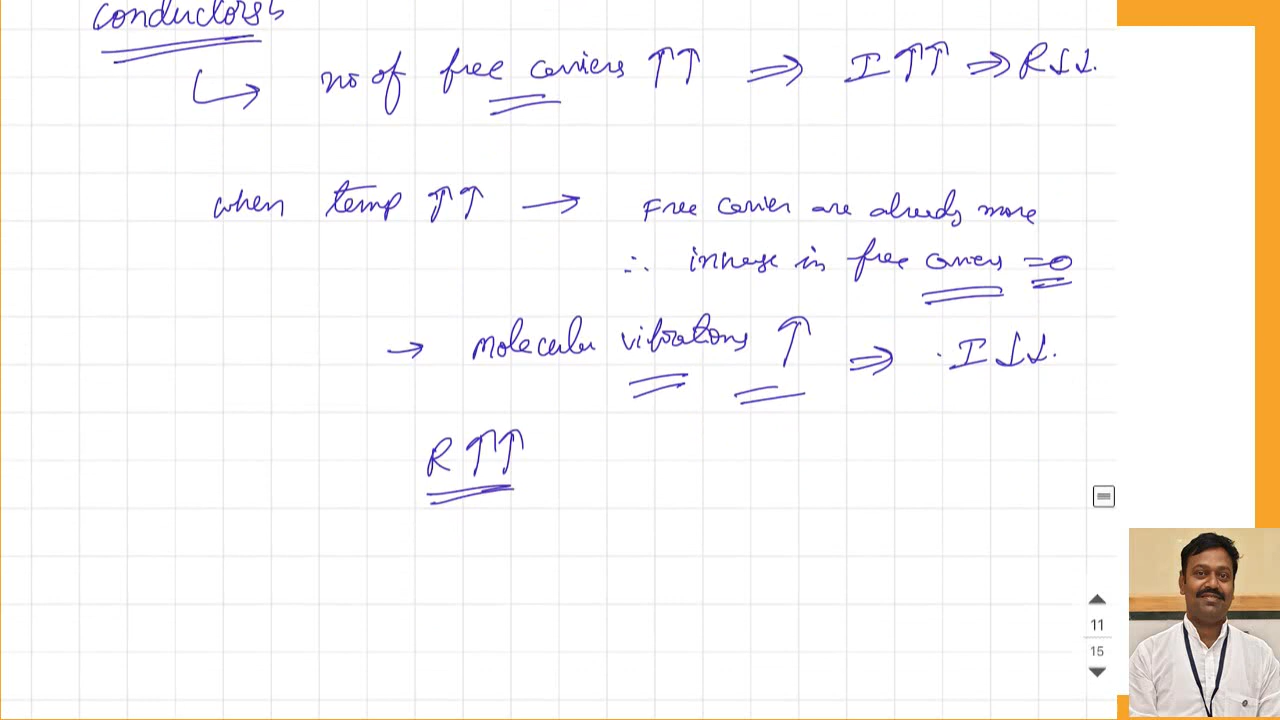 conductors
↳ no of free carriers ↑↑ ⇒ I ↑↑ ⇒ R↓↓.
when temp ↑↑ → Free carrier are already more
∴ increase in free carriers = 0
→ molecular vibrations ↑ ⇒ I ↓↓.
R ↑↑
11
15